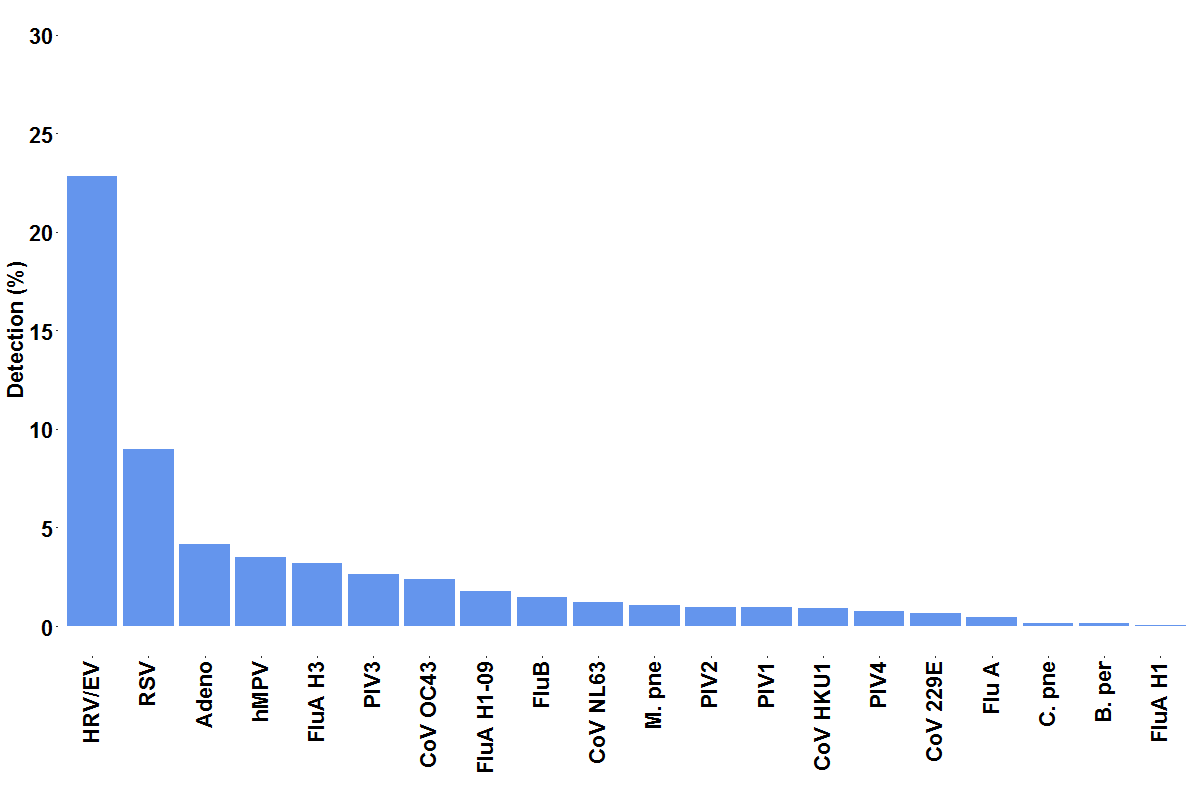 30
25
20
15
10
5
0
Detection (%)
HRV/EV
RSV
Adeno
hMPV
FluA H3
PIV3
CoV OC43
FluA H1-09
FluB
CoV NL63
M. pne
PIV2
PIV1
CoV HKU1
PIV4
CoV 229E
Flu A
C. pne
B. per
FluA H1